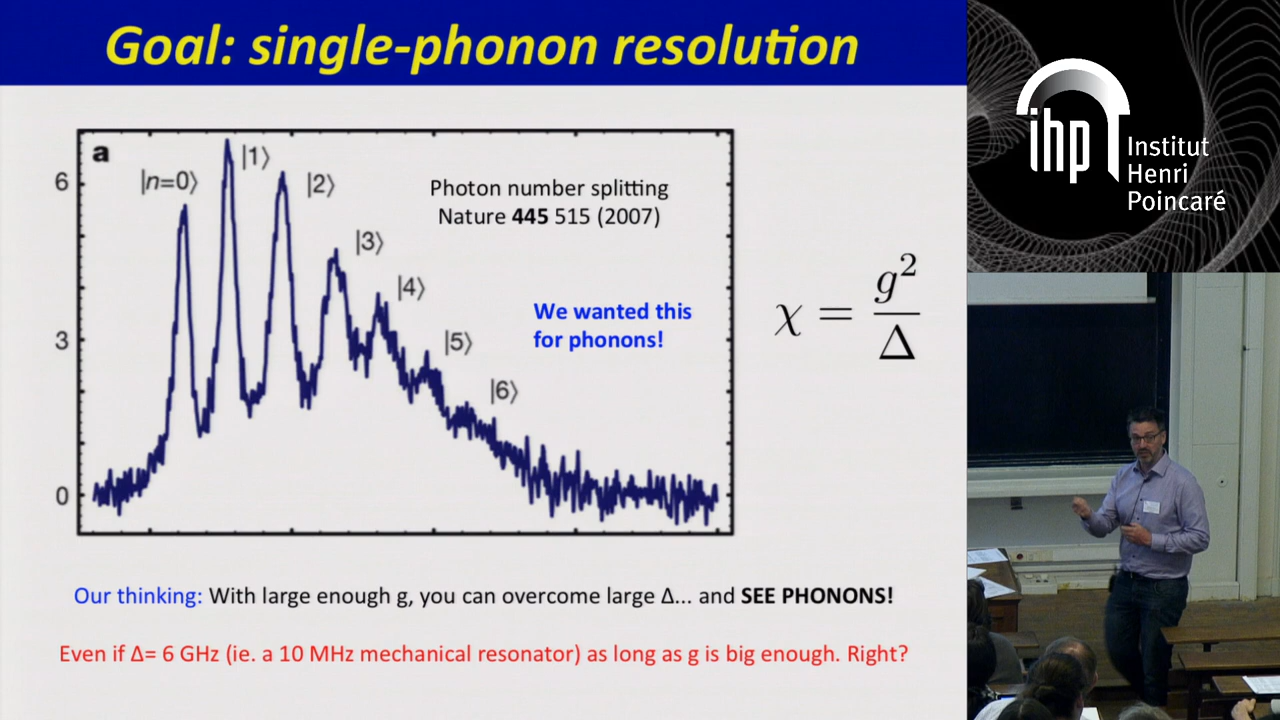 Goal: single-phonon resolution
a
|n=0⟩
|1⟩
|2⟩
|3⟩
|4⟩
|5⟩
|6⟩
6
3
0
Photon number splitting
Nature 445 515 (2007)
We wanted this
for phonons!
χ = g²/Δ
Our thinking: With large enough g, you can overcome large Δ... and SEE PHONONS!
Even if Δ= 6 GHz (ie. a 10 MHz mechanical resonator) as long as g is big enough. Right?
ihp
Institut
Henri
Poincaré